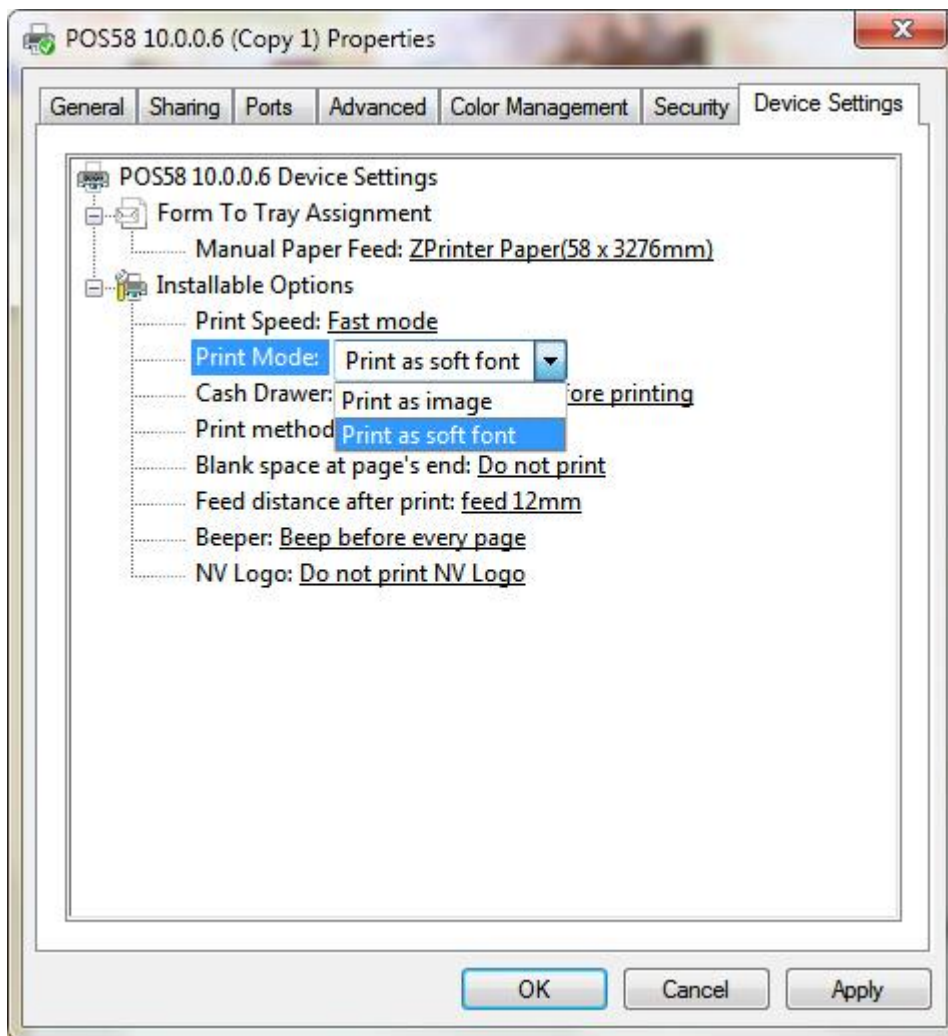 POS58 10.0.0.6 (Copy 1) Properties
General Sharing Ports Advanced Color Management Security Device Settings
POS58 10.0.0.6 Device Settings
Form To Tray Assignment
Manual Paper Feed: ZPrinter Paper(58 x 3276mm)
Installable Options
Print Speed: Fast mode
Print Mode: Print as soft font
Cash Drawer: Print as image printing
Print method Print as soft font
Blank space at page's end: Do not print
Feed distance after print: feed 12mm
Beeper: Beep before every page
NV Logo: Do not print NV Logo
OK Cancel Apply